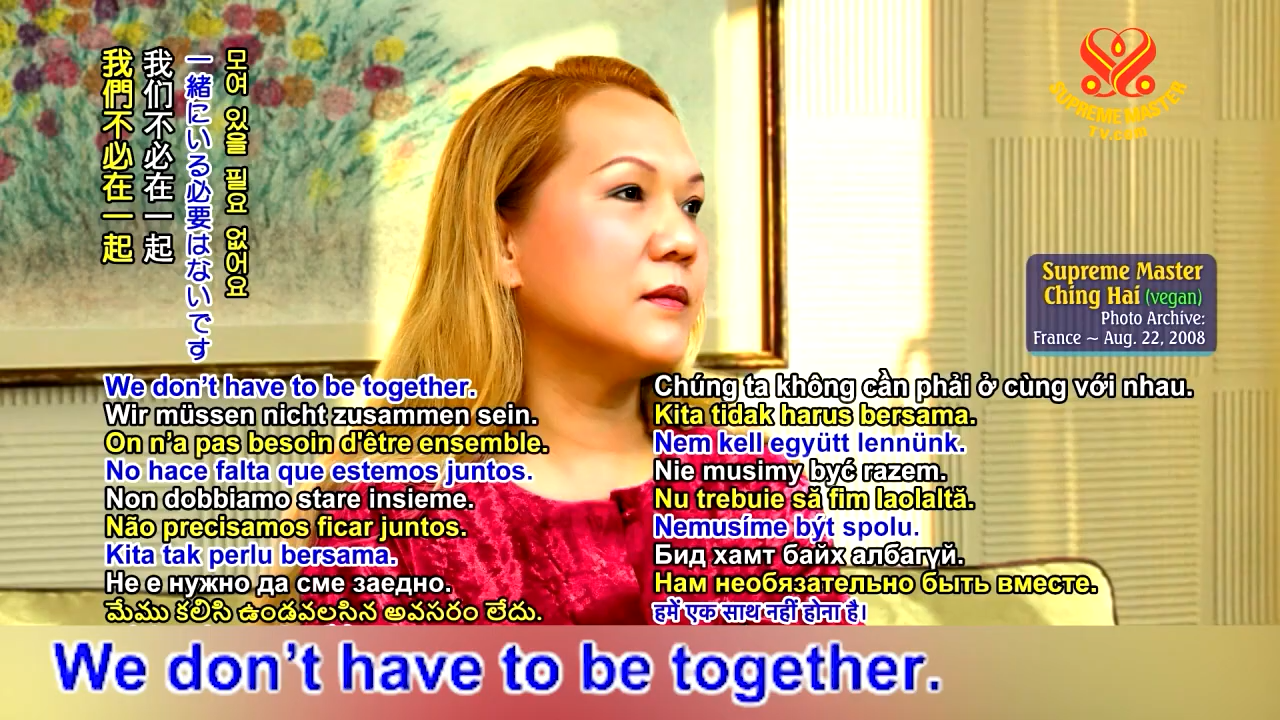 我們不必在一起
我们不必在一起
一緒にいる必要はないです
모여 있을 필요 없어요
SUPREME MASTER
TV.com
Supreme Master
Ching Hai (vegan)
Photo Archive:
France ~ Aug. 22, 2008
We don’t have to be together.
Wir müssen nicht zusammen sein.
On n’a pas besoin d'être ensemble.
No hace falta que estemos juntos.
Non dobbiamo stare insieme.
Não precisamos ficar juntos.
Kita tak perlu bersama.
Не е нужно да сме заедно.
మేము కలిసి ఉండవలసిన అవసరం లేదు.
Chúng ta không cần phải ở cùng với nhau.
Kita tidak harus bersama.
Nem kell együtt lennünk.
Nie musimy być razem.
Nu trebuie să fim laolaltă.
Nemusíme být spolu.
Бид хамт байх албагүй.
Нам необязательно быть вместе.
हमें एक साथ नहीं होना है।
We don’t have to be together.